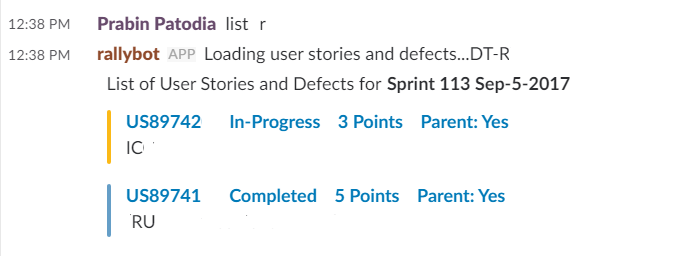 12:38 PM Prabin Patodia list r
12:38 PM rallybot APP Loading user stories and defects...DT-R
List of User Stories and Defects for Sprint 113 Sep-5-2017
US89742 In-Progress 3 Points Parent: Yes
IC
US89741 Completed 5 Points Parent: Yes
RU